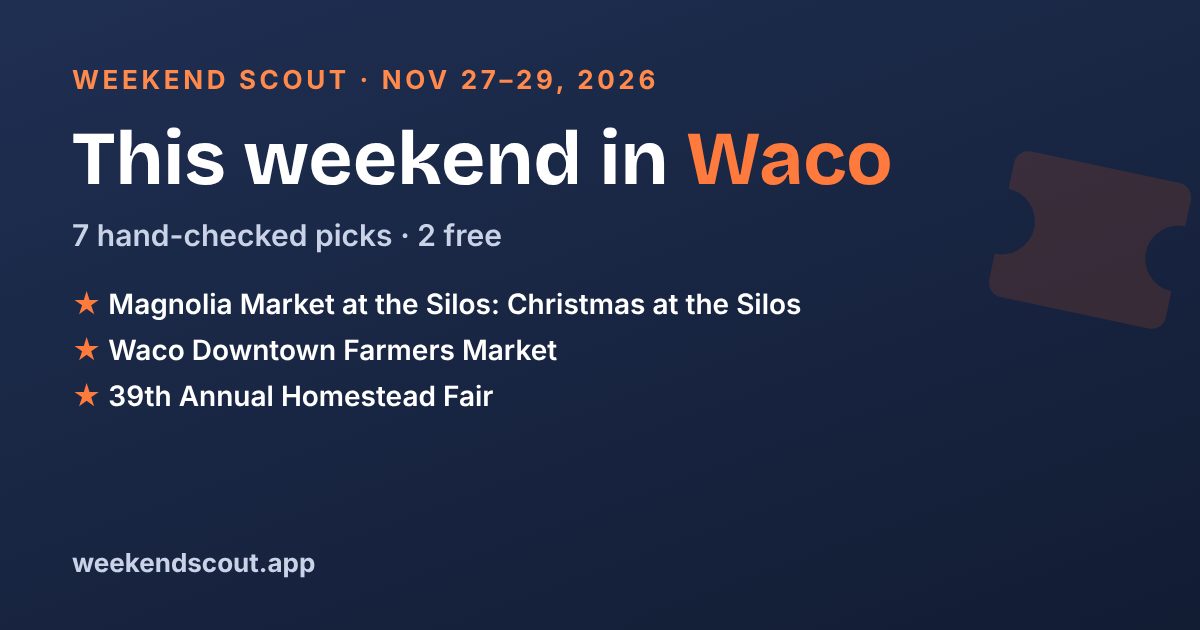 WEEKEND SCOUT · NOV 27–29, 2026
This weekend in Waco
7 hand-checked picks · 2 free
★ Magnolia Market at the Silos: Christmas at the Silos
★ Waco Downtown Farmers Market
★ 39th Annual Homestead Fair
weekendscout.app